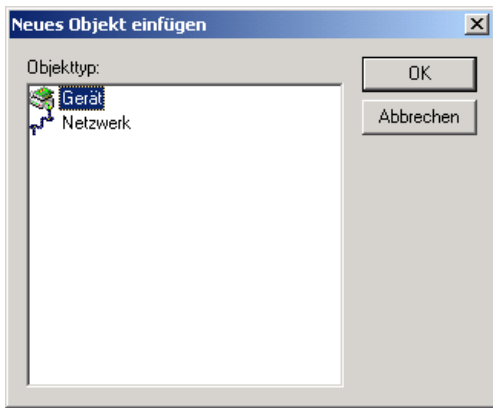 Neues Objekt einfügen
Objekttyp:
Gerät
Netzwerk
OK
Abbrechen